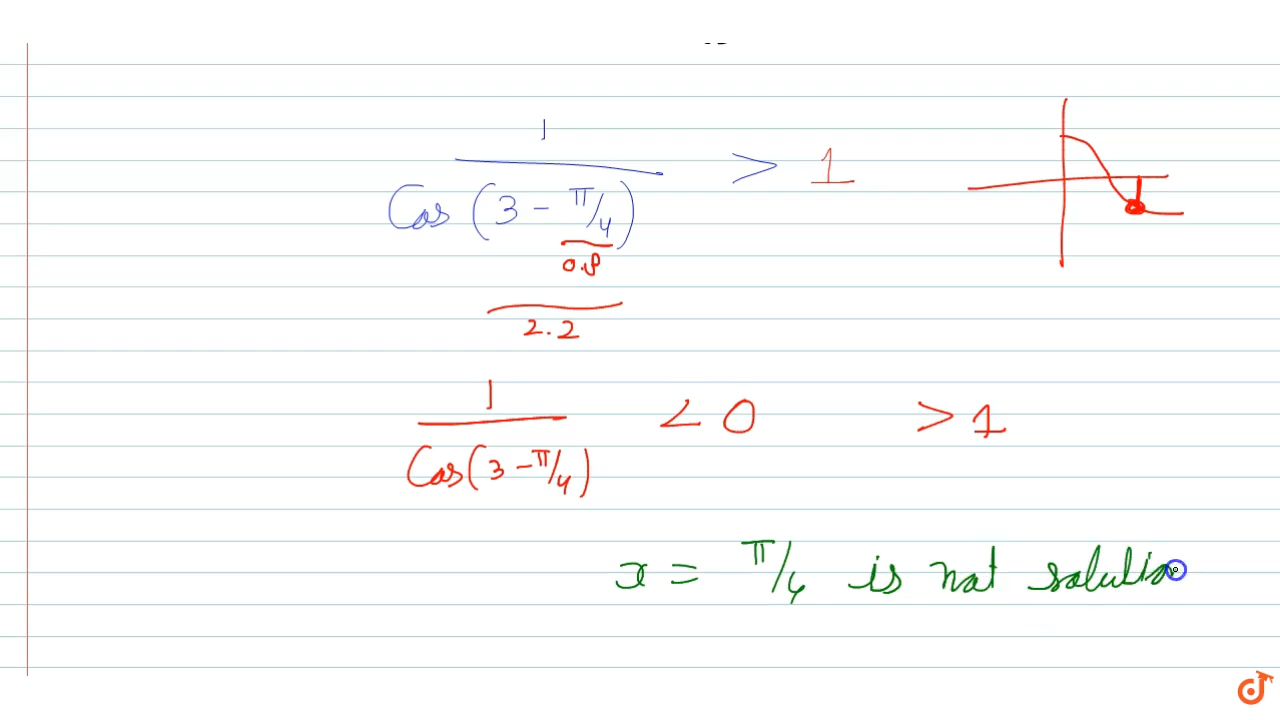 1/Cos(3 - π/4) > 1
0.8
2.2
1/Cos(3-π/4) < 0 > 1
x = π/4 is not solution